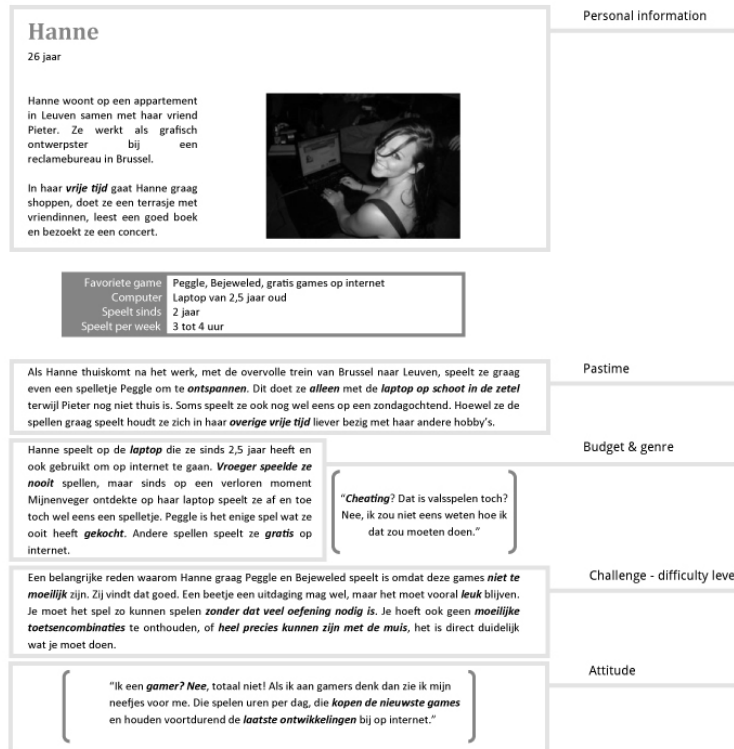 Hanne
Personal information
26 jaar
Hanne woont op een appartement
in Leuven samen met haar vriend
Pieter. Ze werkt als grafisch
ontwerpster bij een
reclamebureau in Brussel.
In haar vrije tijd gaat Hanne graag
shoppen, doet ze een terrasje met
vriendinnen, leest een goed boek
en bezoekt ze een concert.
Favoriete game Peggle, Bejeweled, gratis games op internet
Computer Laptop van 2,5 jaar oud
Speelt sinds 2 jaar
Speelt per week 3 tot 4 uur
Pastime
Als Hanne thuiskomt na het werk, met de overvolle trein van Brussel naar Leuven, speelt ze graag
even een spelletje Peggle om te ontspannen. Dit doet ze alleen met de laptop op schoot in de zetel
terwijl Pieter nog niet thuis is. Soms speelt ze ook nog wel eens op een zondagochtend. Hoewel ze de
spellen graag speelt houdt ze zich in haar overige vrije tijd liever bezig met haar andere hobby's.
Budget & genre
Hanne speelt op de laptop die ze sinds 2,5 jaar heeft en
ook gebruikt om op internet te gaan. Vroeger speelde ze
nooit spellen, maar sinds op een verloren moment
Mijnenveger ontdekte op haar laptop speelt ze af en toe
toch wel eens een spelletje. Peggle is het enige spel wat ze
ooit heeft gekocht. Andere spellen speelt ze gratis op
internet.
"Cheating? Dat is valsspelen toch?
Nee, ik zou niet eens weten hoe ik
dat zou moeten doen."
Challenge - difficulty leve
Een belangrijke reden waarom Hanne graag Peggle en Bejeweled speelt is omdat deze games niet te
moeilijk zijn. Zij vindt dat goed. Een beetje een uitdaging mag wel, maar het moet vooral leuk blijven.
Je moet het spel zo kunnen spelen zonder dat veel oefening nodig is. Je hoeft ook geen moeilijke
toetsencombinaties te onthouden, of heel precies kunnen zijn met de muis, het is direct duidelijk
wat je moet doen.
Attitude
"Ik een gamer? Nee, totaal niet! Als ik aan gamers denk dan zie ik mijn
neefjes voor me. Die spelen uren per dag, die kopen de nieuwste games
en houden voortdurend de laatste ontwikkelingen bij op internet."